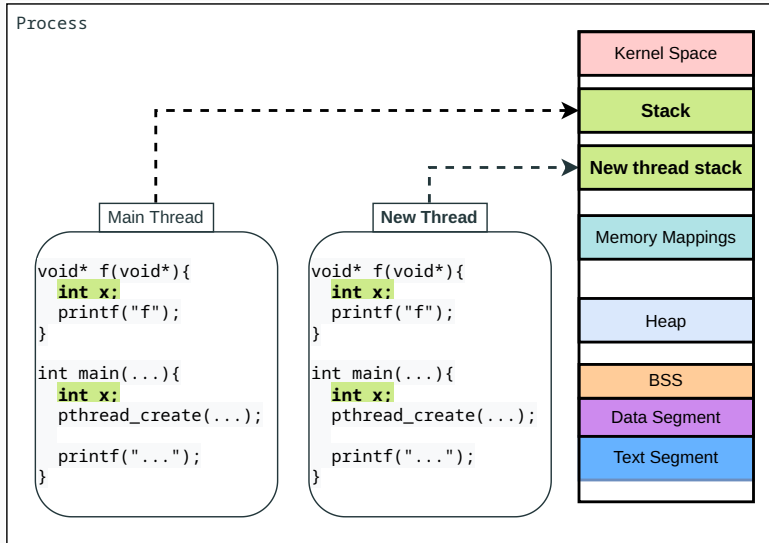 Process
Kernel Space
Stack
New thread stack
Memory Mappings
Heap
BSS
Data Segment
Text Segment
Main Thread
void* f(void*){
  int x;
  printf("f");
}
int main(...){
  int x;
  pthread_create(...);
  printf("...");
}
New Thread
void* f(void*){
  int x;
  printf("f");
}
int main(...){
  int x;
  pthread_create(...);
  printf("...");
}